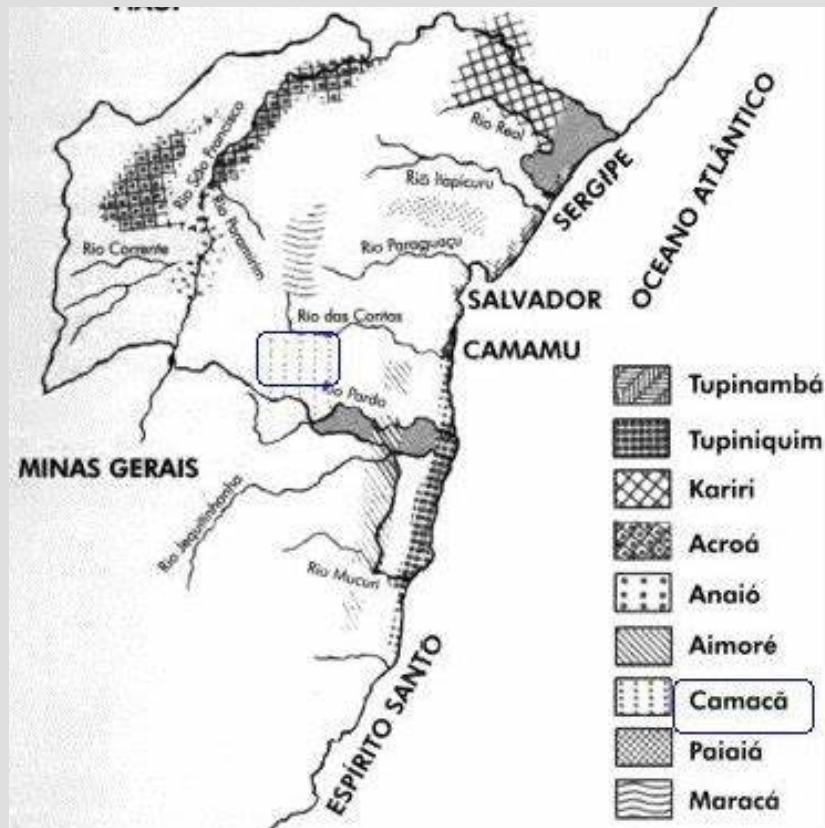 Rio Real
Rio São Francisco
Rio Itapicuru
SERGIPE
OCEANO ATLÂNTICO
Rio Paramirim
Rio Corrente
Rio Paraguaçu
SALVADOR
Rio das Contas
CAMAMU
Rio Pardo
MINAS GERAIS
Rio Jequitinhonha
Rio Mucuri
ESPÍRITO SANTO
Tupinambá
Tupiniquim
Kariri
Acroá
Anaió
Aimoré
Camacã
Paiaiá
Maracá